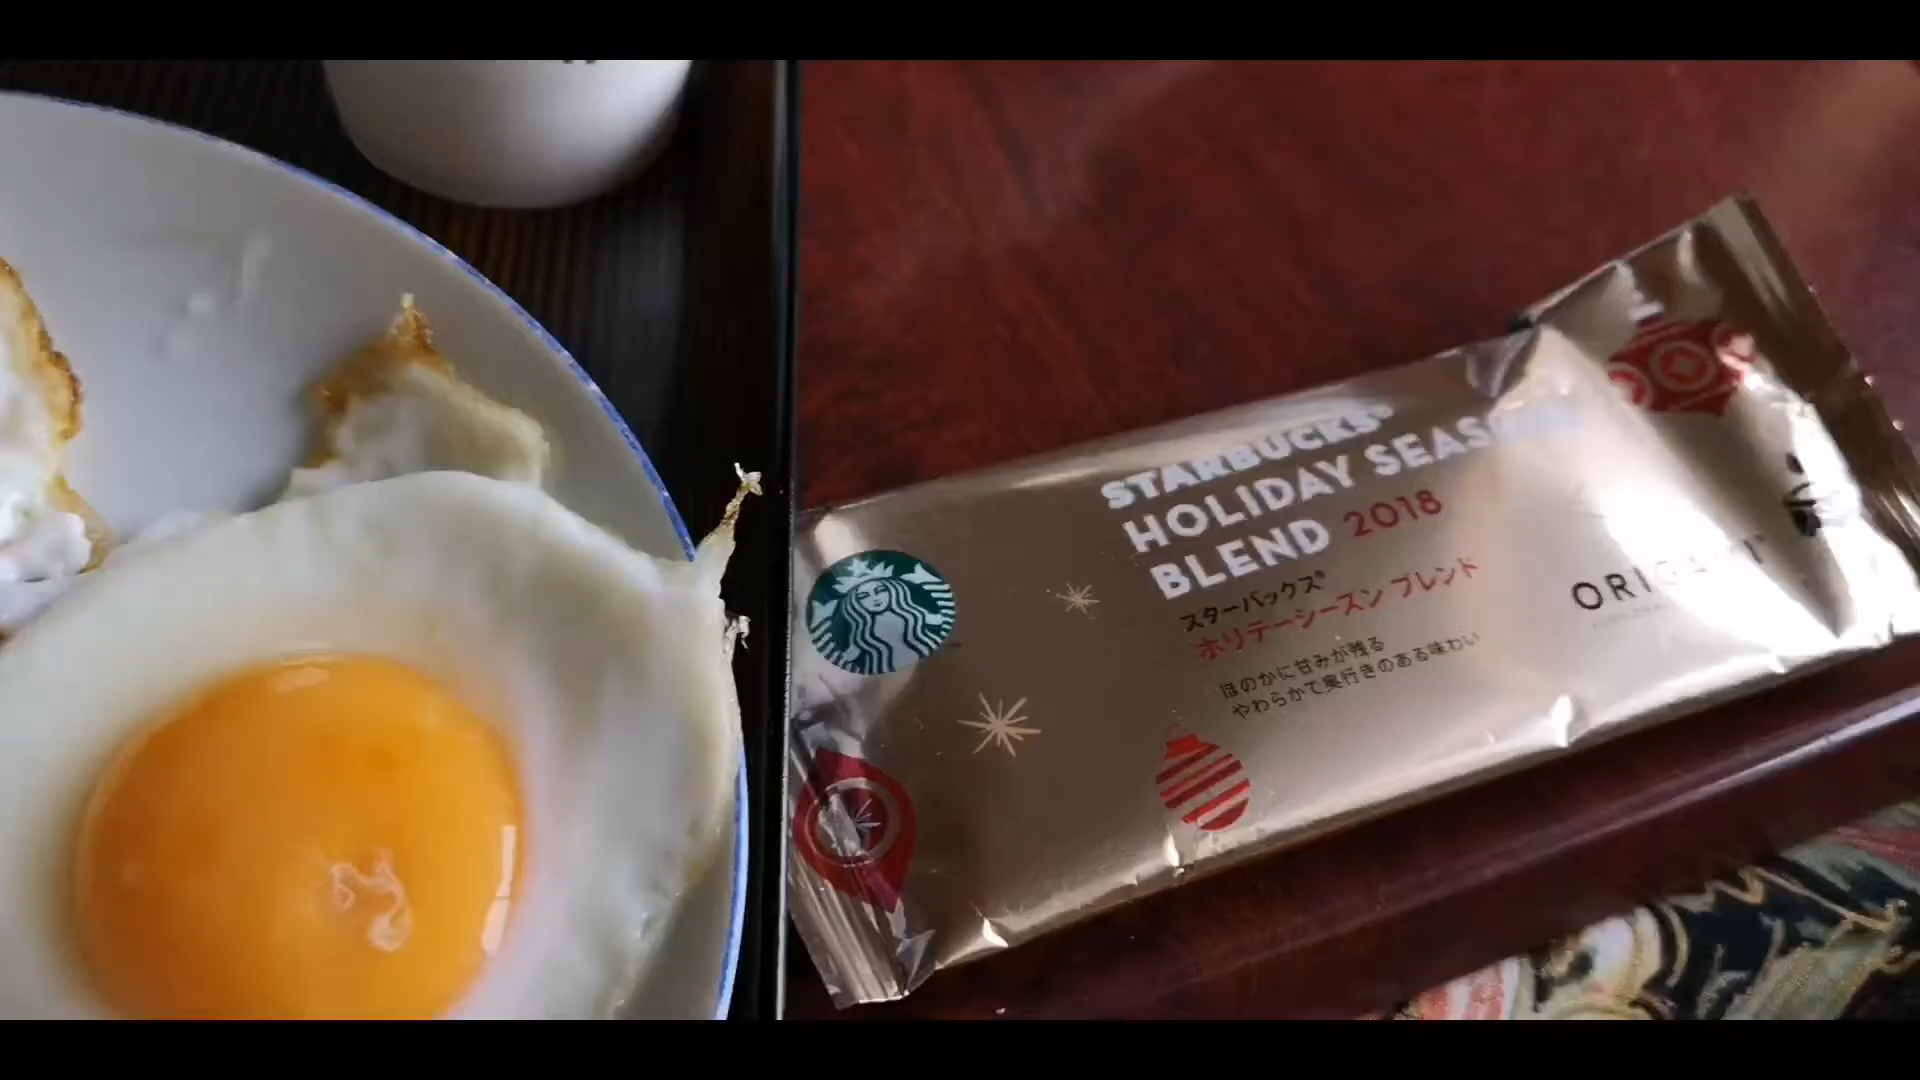 STARBUCKS®
HOLIDAY SEASON
BLEND 2018
スターバックス®
ホリデーシーズン ブレンド
ほのかに甘みが残る
やわらかで奥行きのある味わい